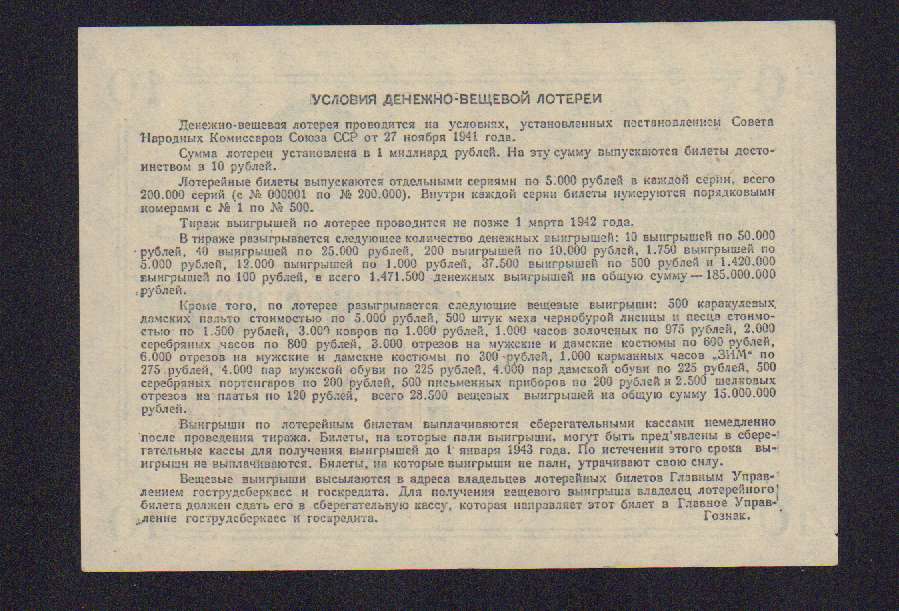 УСЛОВИЯ ДЕНЕЖНО-ВЕЩЕВОЙ ЛОТЕРЕИ
Денежно-вещевая лотерея проводится на условиях, установленных постановлением Совета
Народных Комиссаров Союза ССР от 27 ноября 1941 года.
Сумма лотереи установлена в 1 миллиард рублей. На эту сумму выпускаются билеты досто-
инством в 10 рублей.
Лотерейные билеты выпускаются отдельными сериями по 5.000 рублей в каждой серии, всего
200.000 серий (с № 000001 по № 200.000). Внутри каждой серии билеты нумеруются порядковыми
номерами с № 1 по № 500.
Тираж выигрышей по лотерее проводится не позже 1 марта 1942 года.
В тираже разыгрывается следующее количество денежных выигрышей: 10 выигрышей по 50.000
рублей, 40 выигрышей по 25.000 рублей, 200 выигрышей по 10.000 рублей, 1.750 выигрышей по
5.000 рублей, 12.000 выигрышей по 1.000 рублей, 37.500 выигрышей по 500 рублей и 1.420.000
выигрышей по 100 рублей, а всего 1.471.500 денежных выигрышей на общую сумму — 185.000.000
рублей.
Кроме того, по лотерее разыгрывается следующие вещевые выигрыши: 500 каракулевых
дамских пальто стоимостью по 5.000 рублей, 500 штук меха чернобурой лисицы и песца стоимо-
стью по 1.500 рублей, 3.000 ковров по 1.000 рублей, 1.000 часов золоченых по 975 рублей, 2.000
серебряных часов по 800 рублей, 3.000 отрезов на мужские и дамские костюмы по 600 рублей,
6.000 отрезов на мужские и дамские костюмы по 300 рублей, 1.000 карманных часов „ЗИМ“ по
275 рублей, 4.000 пар мужской обуви по 225 рублей, 4.000 пар дамской обуви по 225 рублей, 500
серебряных портсигаров по 200 рублей, 500 письменных приборов по 200 рублей и 2.500 шелковых
отрезов на платья по 120 рублей, всего 28.500 вещевых выигрышей на общую сумму 15.000.000
рублей.
Выигрыши по лотерейным билетам выплачиваются сберегательными кассами немедленно
после проведения тиража. Билеты, на которые пали выигрыши, могут быть пред'явлены в сбере-
гательные кассы для получения выигрышей до 1 января 1943 года. По истечении этого срока вы-
игрыши не выплачиваются. Билеты, на которые выигрыши не пали, утрачивают свою силу.
Вещевые выигрыши высылаются в адреса владельцев лотерейных билетов Главным Управ-
лением гострудсберкасс и госкредита. Для получения вещевого выигрыша владелец лотерейного
билета должен сдать его в сберегательную кассу, которая направляет этот билет в Главное Управ-
ление гострудсберкасс и госкредита. Гознак.